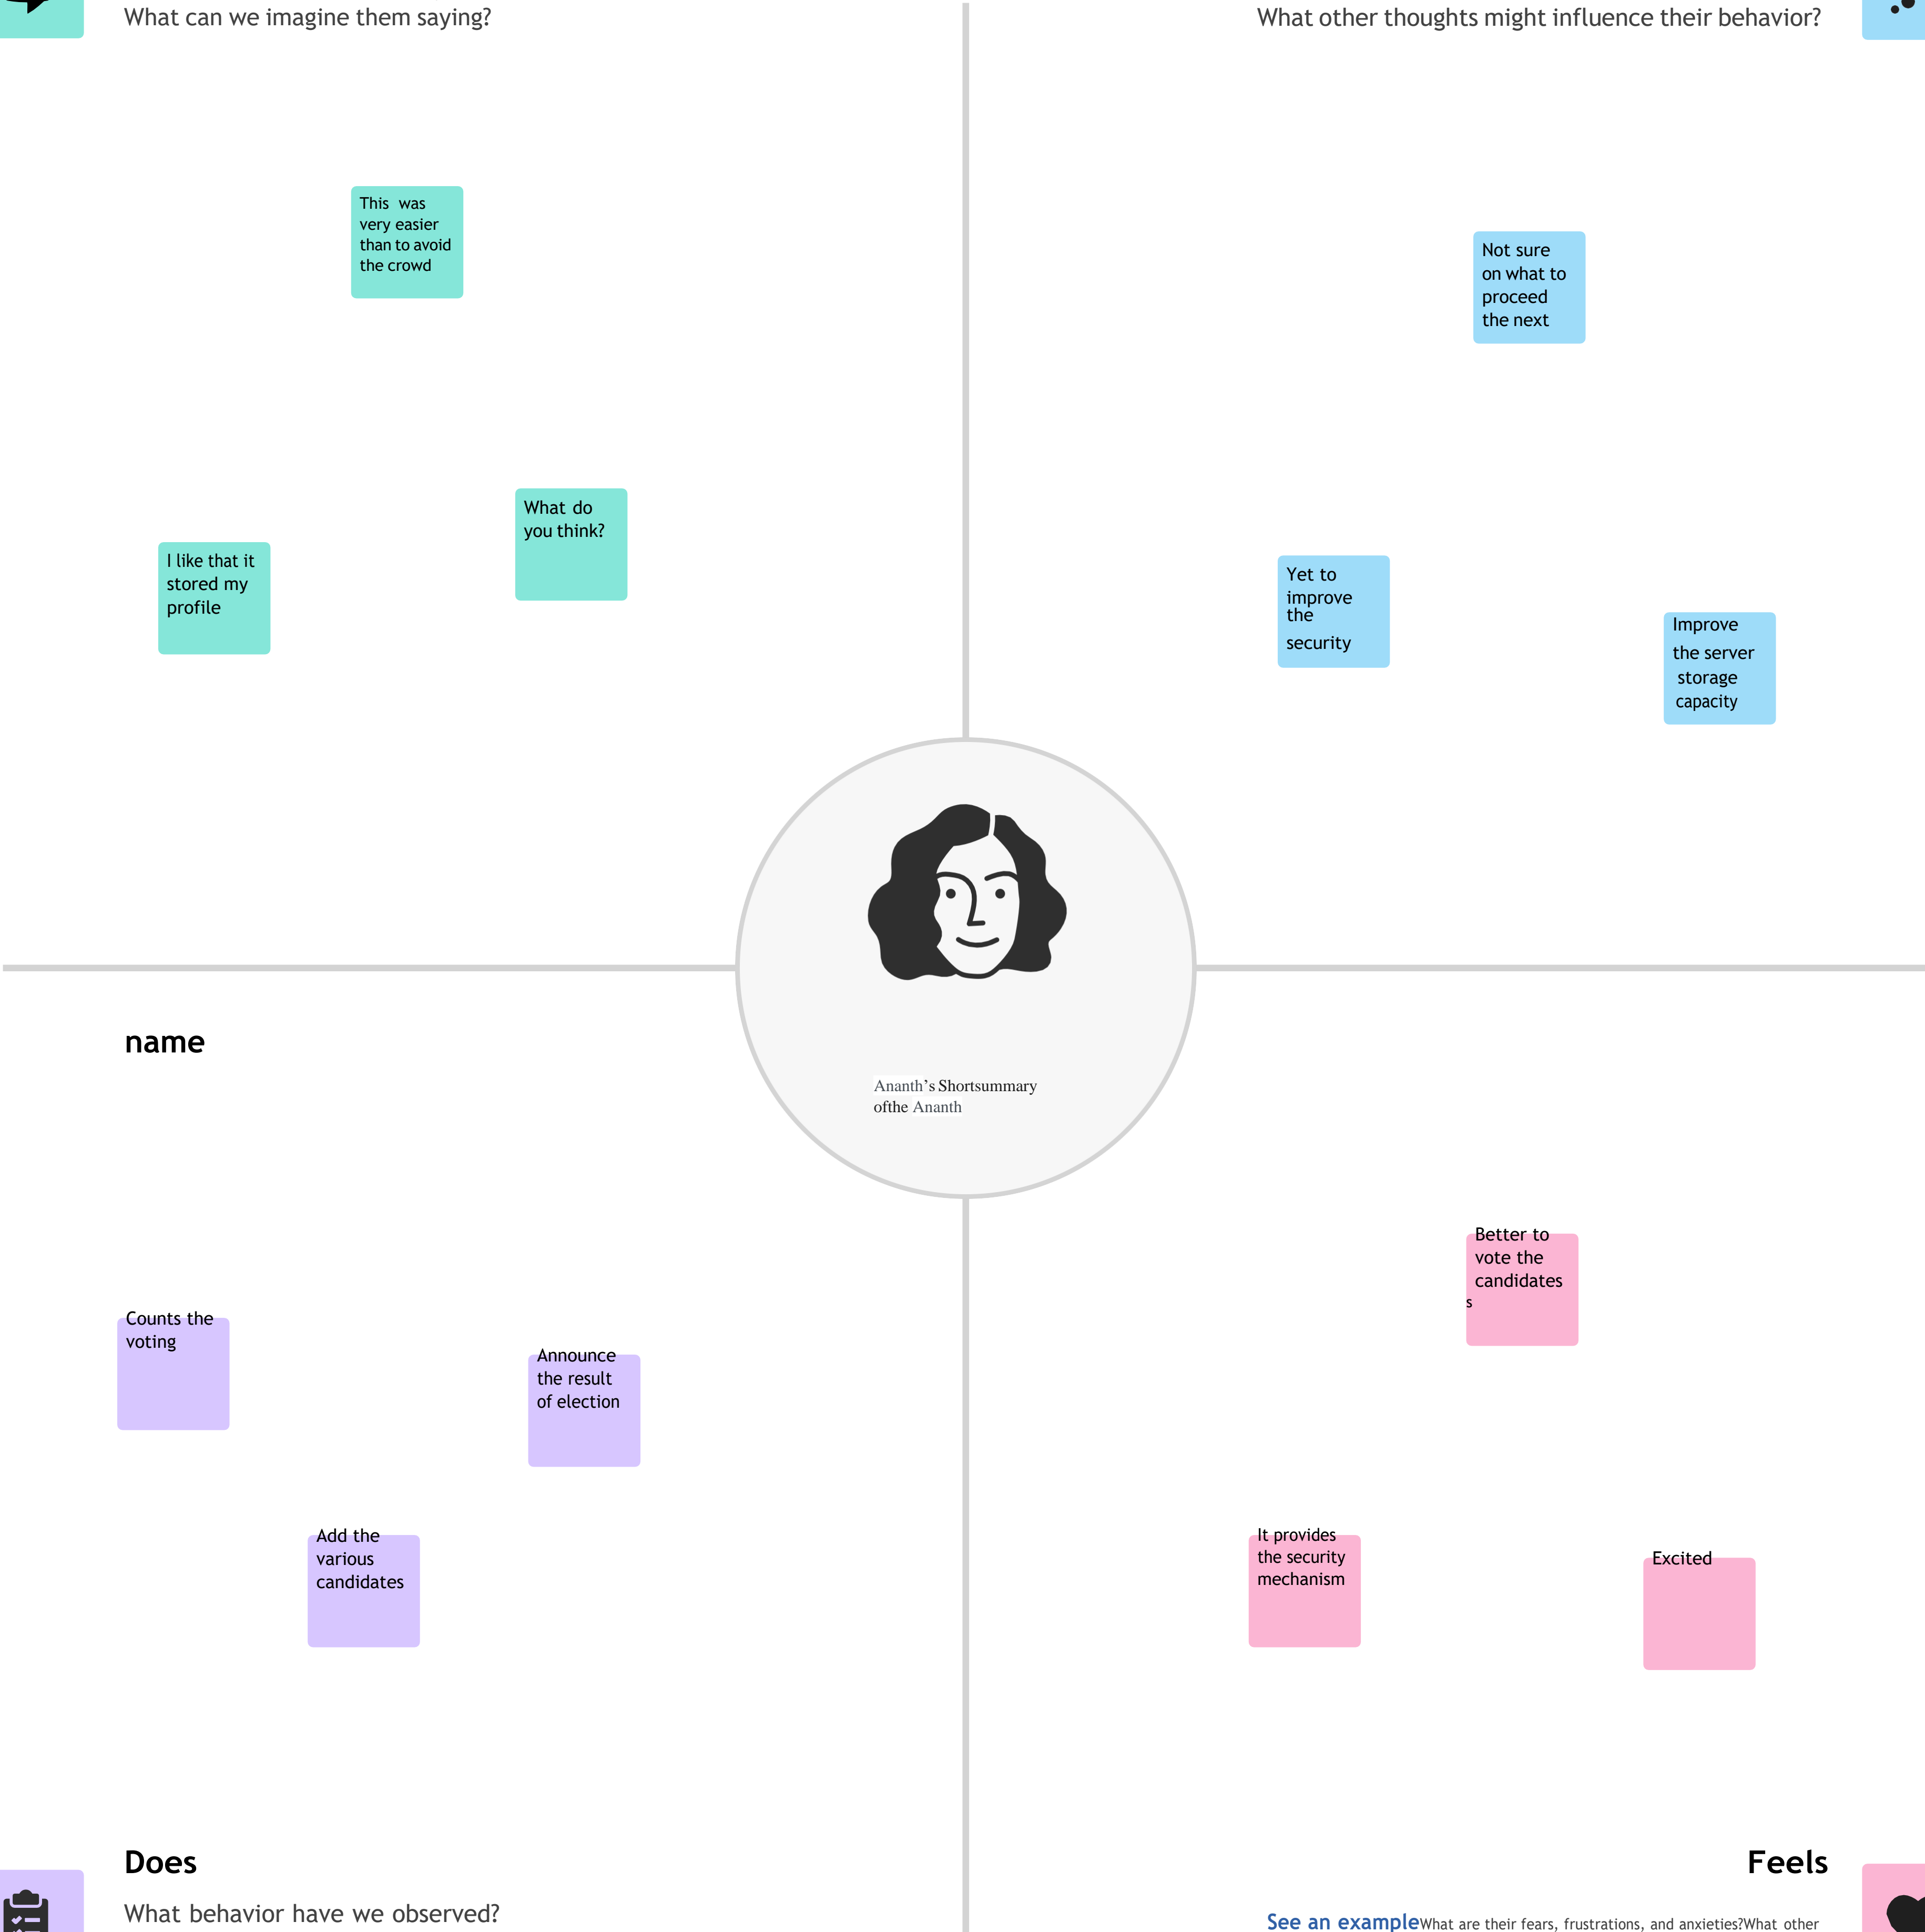 What can we imagine them saying?
What other thoughts might influence their behavior?
This was
very easier
than to avoid
the crowd
Not sure
on what to
proceed
the next
What do
you think?
I like that it
stored my
profile
Yet to
improve
the
security
Improve
the server
storage
capacity
name
Ananth's Shortsummary
ofthe Ananth
Better to
vote the
candidates
s
Counts the
voting
Announce
the result
of election
Add the
various
candidates
It provides
the security
mechanism
Excited
Does
What behavior have we observed?
Feels
See an exampleWhat are their fears, frustrations, and anxieties?What other